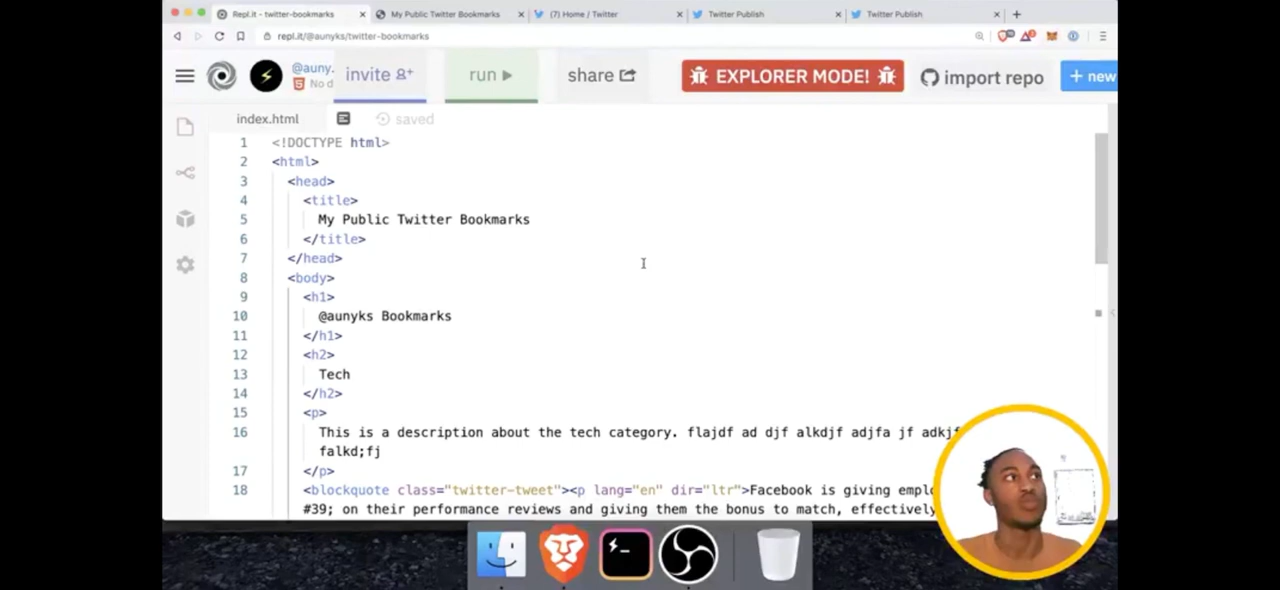 Repl.it - twitter-bookmarks
My Public Twitter Bookmarks
(7) Home / Twitter
Twitter Publish
Twitter Publish
repl.it/@aunyks/twitter-bookmarks
@auny.
No d
invite
run
share
EXPLORER MODE!
import repo
+ new
index.html
saved
1 <!DOCTYPE html>
2 <html>
3 <head>
4 <title>
5 My Public Twitter Bookmarks
6 </title>
7 </head>
8 <body>
9 <h1>
10 @aunyks Bookmarks
11 </h1>
12 <h2>
13 Tech
14 </h2>
15 <p>
16 This is a description about the tech category. flajdf ad djf alkdjf adjfa jf adkjf
falkd;fj
17 </p>
18 <blockquote class="twitter-tweet"><p lang="en" dir="ltr">Facebook is giving emplo
#39; on their performance reviews and giving them the bonus to match, effectively